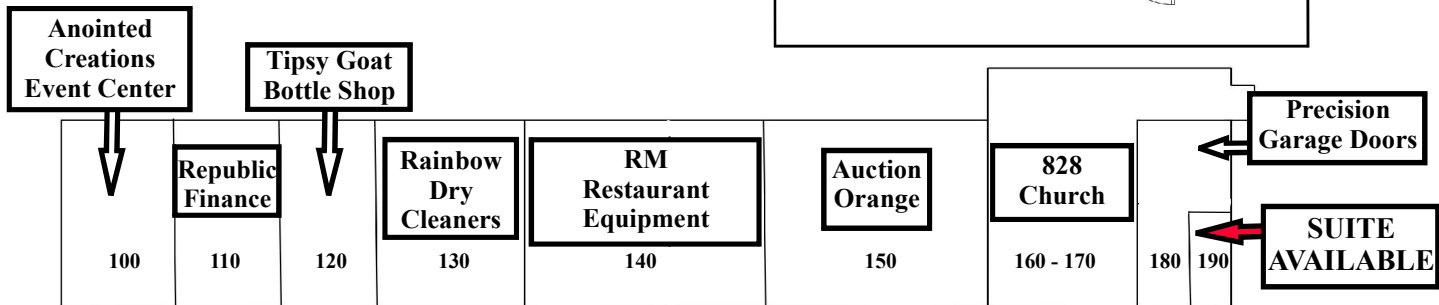 Anointed
Creations
Event Center
Tipsy Goat
Bottle Shop
Precision
Garage Doors
Republic
Finance
Rainbow
Dry
Cleaners
RM
Restaurant
Equipment
Auction
Orange
828
Church
SUITE
AVAILABLE
100
110
120
130
140
150
160 - 170
180
190